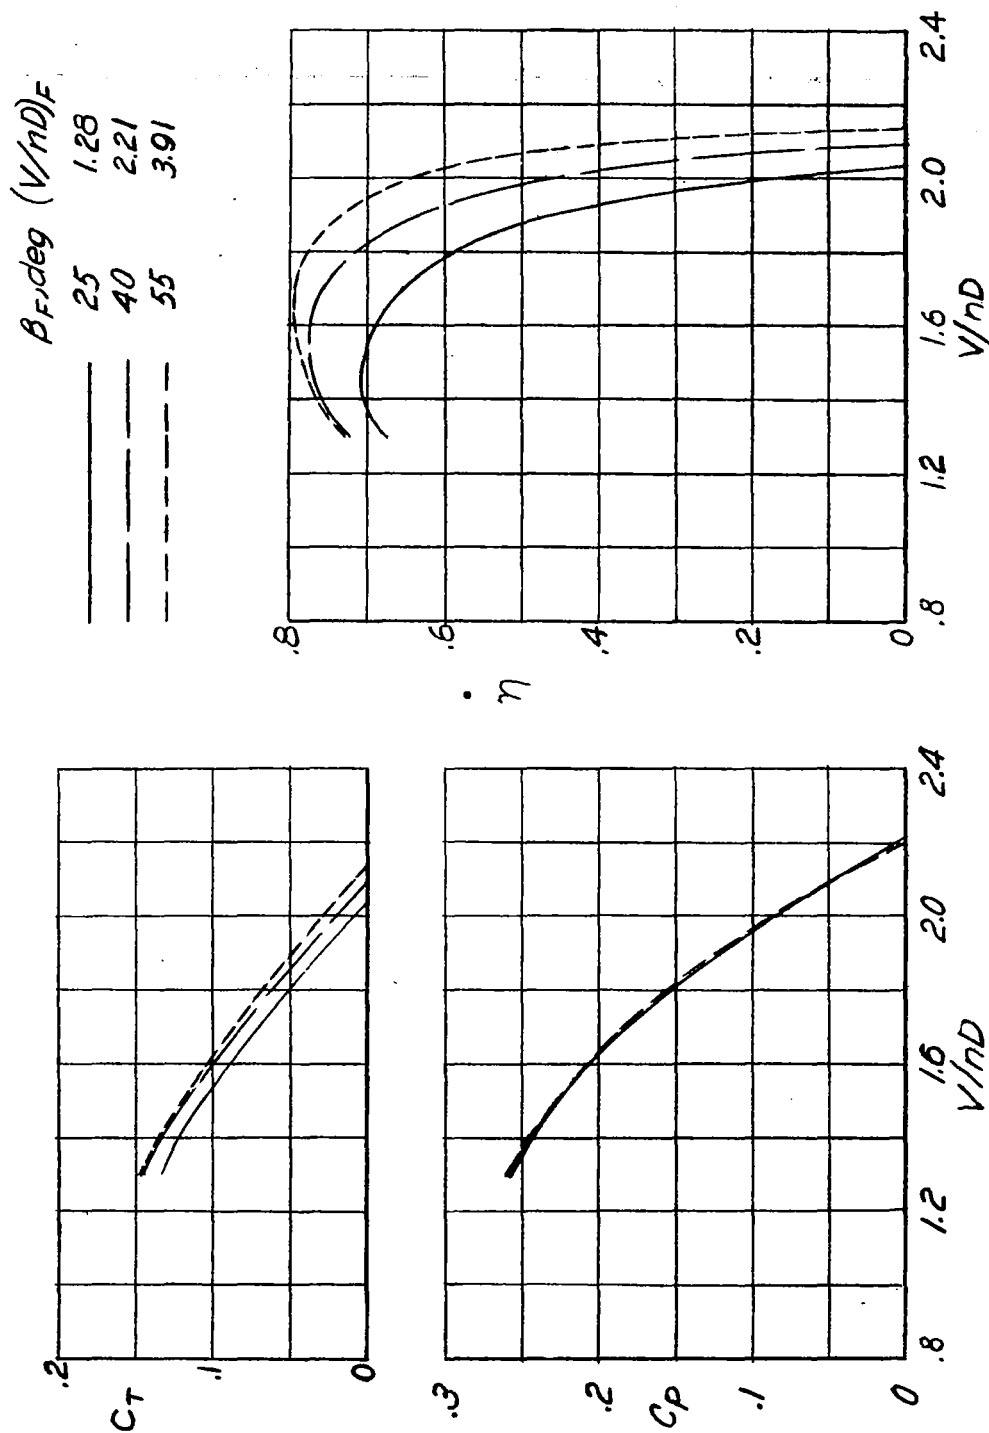 β_F, deg (V/nD)_F
25 1.28
40 2.21
55 3.91
C_T
.2
.1
0
C_P
.3
.2
.1
0
.8 1.2 1.6 2.0 2.4
V/nD
η
.8
.6
.4
.2
0
.8 1.2 1.6 2.0 2.4
V/nD